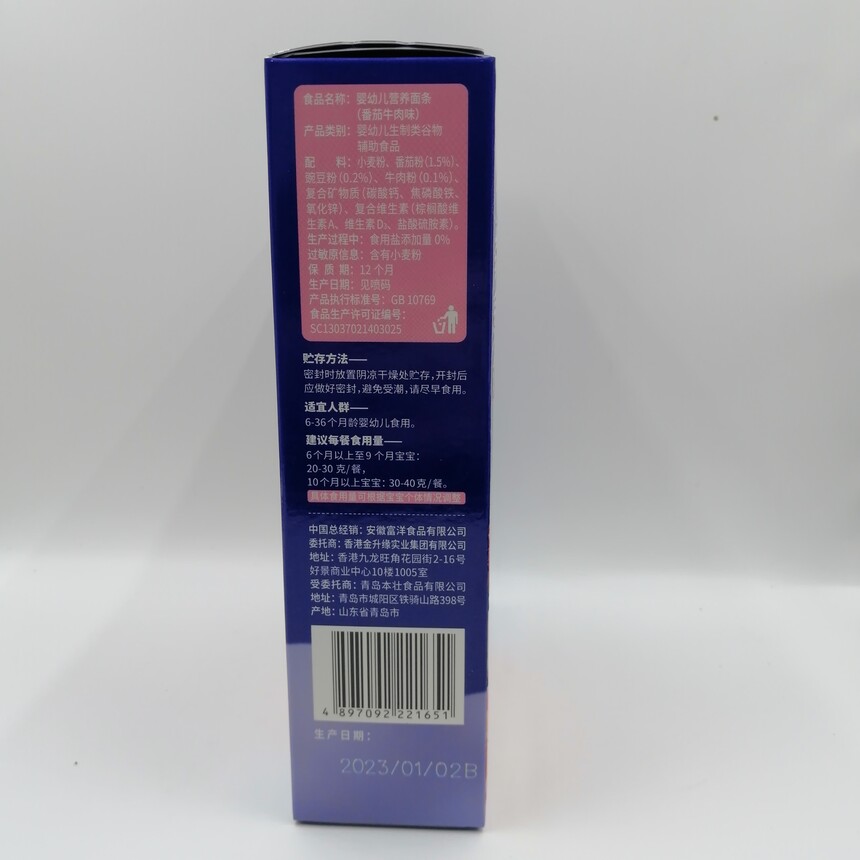 食品名称：婴幼儿营养面条
（番茄牛肉味）
产品类别：婴幼儿生制类谷物
辅助食品
配 料：小麦粉、番茄粉(1.5%)、
豌豆粉(0.2%)、牛肉粉(0.1%)、
复合矿物质(碳酸钙、焦磷酸铁、
氧化锌)、复合维生素(棕榈酸维
生素A、维生素D₃、盐酸硫胺素)。
生产过程中：食用盐添加量 0%
过敏原信息：含有小麦粉
保 质 期：12 个月
生产日期：见喷码
产品执行标准号：GB 10769
食品生产许可证编号：
SC13037021403025
贮存方法——
密封时放置阴凉干燥处贮存，开封后
应做好密封，避免受潮，请尽早食用。
适宜人群——
6-36个月龄婴幼儿食用。
建议每餐食用量——
6个月以上至9个月宝宝：
20-30 克/餐，
10个月以上宝宝：30-40克/餐。
具体食用量可根据宝宝个体情况调整
中国总经销：安徽富洋食品有限公司
委托商：香港金升缘实业集团有限公司
地址：香港九龙旺角花园街2-16号
好景商业中心10楼1005室
受委托商：青岛本壮食品有限公司
地址：青岛市城阳区铁骑山路398号
产地：山东省青岛市
4 897092 221651
生产日期：
2023/01/02B